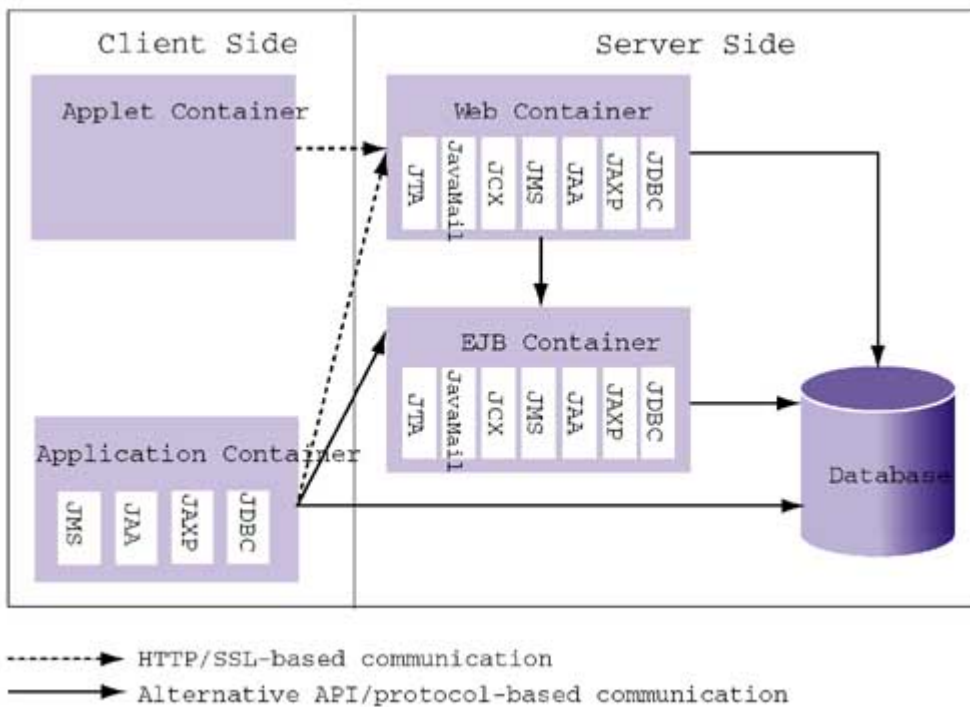 Client Side
Server Side
Applet Container
Web Container
JTA
JavaMail
JCX
JMS
JAA
JAXP
JDBC
EJB Container
JTA
JavaMail
JCX
JMS
JAA
JAXP
JDBC
Application Container
JMS
JAA
JAXP
JDBC
Database
HTTP/SSL-based communication
Alternative API/protocol-based communication